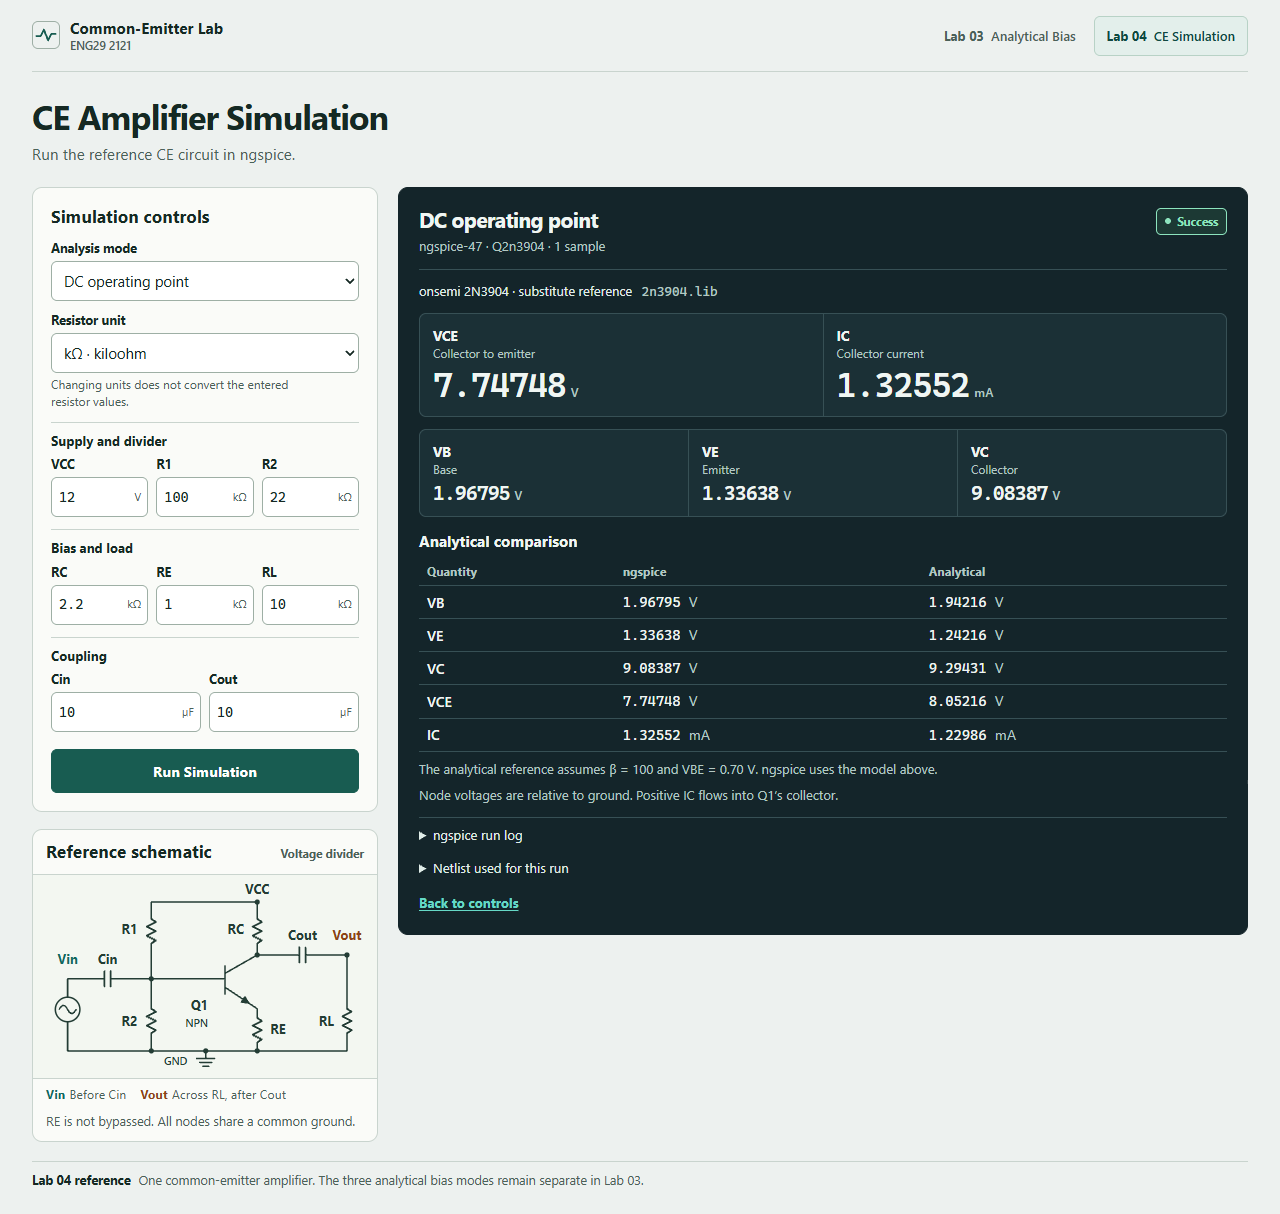 Common-Emitter Lab
ENG29 2121
Lab 03 Analytical Bias
Lab 04 CE Simulation
CE Amplifier Simulation
Run the reference CE circuit in ngspice.
Simulation controls
Analysis mode
DC operating point
Resistor unit
kΩ · kiloohm
Changing units does not convert the entered
resistor values.
Supply and divider
VCC R1 R2
12 V 100 kΩ 22 kΩ
Bias and load
RC RE RL
2.2 kΩ 1 kΩ 10 kΩ
Coupling
Cin Cout
10 µF 10 µF
Run Simulation
Reference schematic
Voltage divider
VCC
R1
RC
Cout
Vout
Vin
Cin
Q1
NPN
R2
RE
RL
GND
Vin Before Cin Vout Across RL, after Cout
RE is not bypassed. All nodes share a common ground.
DC operating point
Success
ngspice-47 · Q2n3904 · 1 sample
onsemi 2N3904 · substitute reference 2n3904.lib
VCE
Collector to emitter
7.74748 V
IC
Collector current
1.32552 mA
VB
Base
1.96795 V
VE
Emitter
1.33638 V
VC
Collector
9.08387 V
Analytical comparison
Quantity ngspice Analytical
VB 1.96795 V 1.94216 V
VE 1.33638 V 1.24216 V
VC 9.08387 V 9.29431 V
VCE 7.74748 V 8.05216 V
IC 1.32552 mA 1.22986 mA
The analytical reference assumes β = 100 and VBE = 0.70 V. ngspice uses the model above.
Node voltages are relative to ground. Positive IC flows into Q1's collector.
ngspice run log
Netlist used for this run
Back to controls
Lab 04 reference One common-emitter amplifier. The three analytical bias modes remain separate in Lab 03.